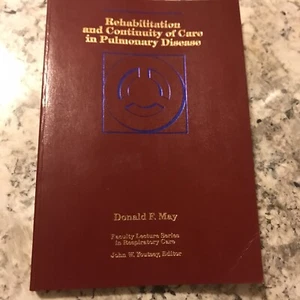 Rehabilitation
and Continuity of Care
in Pulmonary Disease
Donald F. May
Faculty Lecture Series
in Respiratory Care
John W. Youtsey, Editor